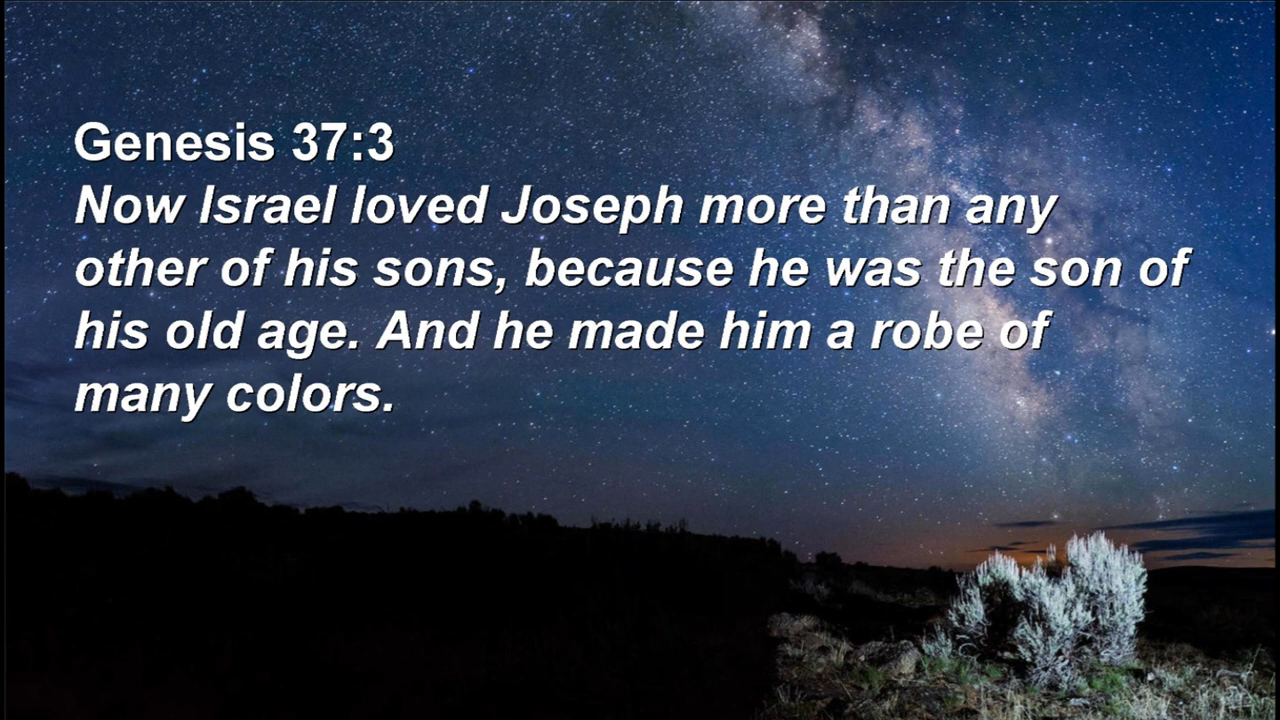 Genesis 37:3
Now Israel loved Joseph more than any
other of his sons, because he was the son of
his old age. And he made him a robe of
many colors.